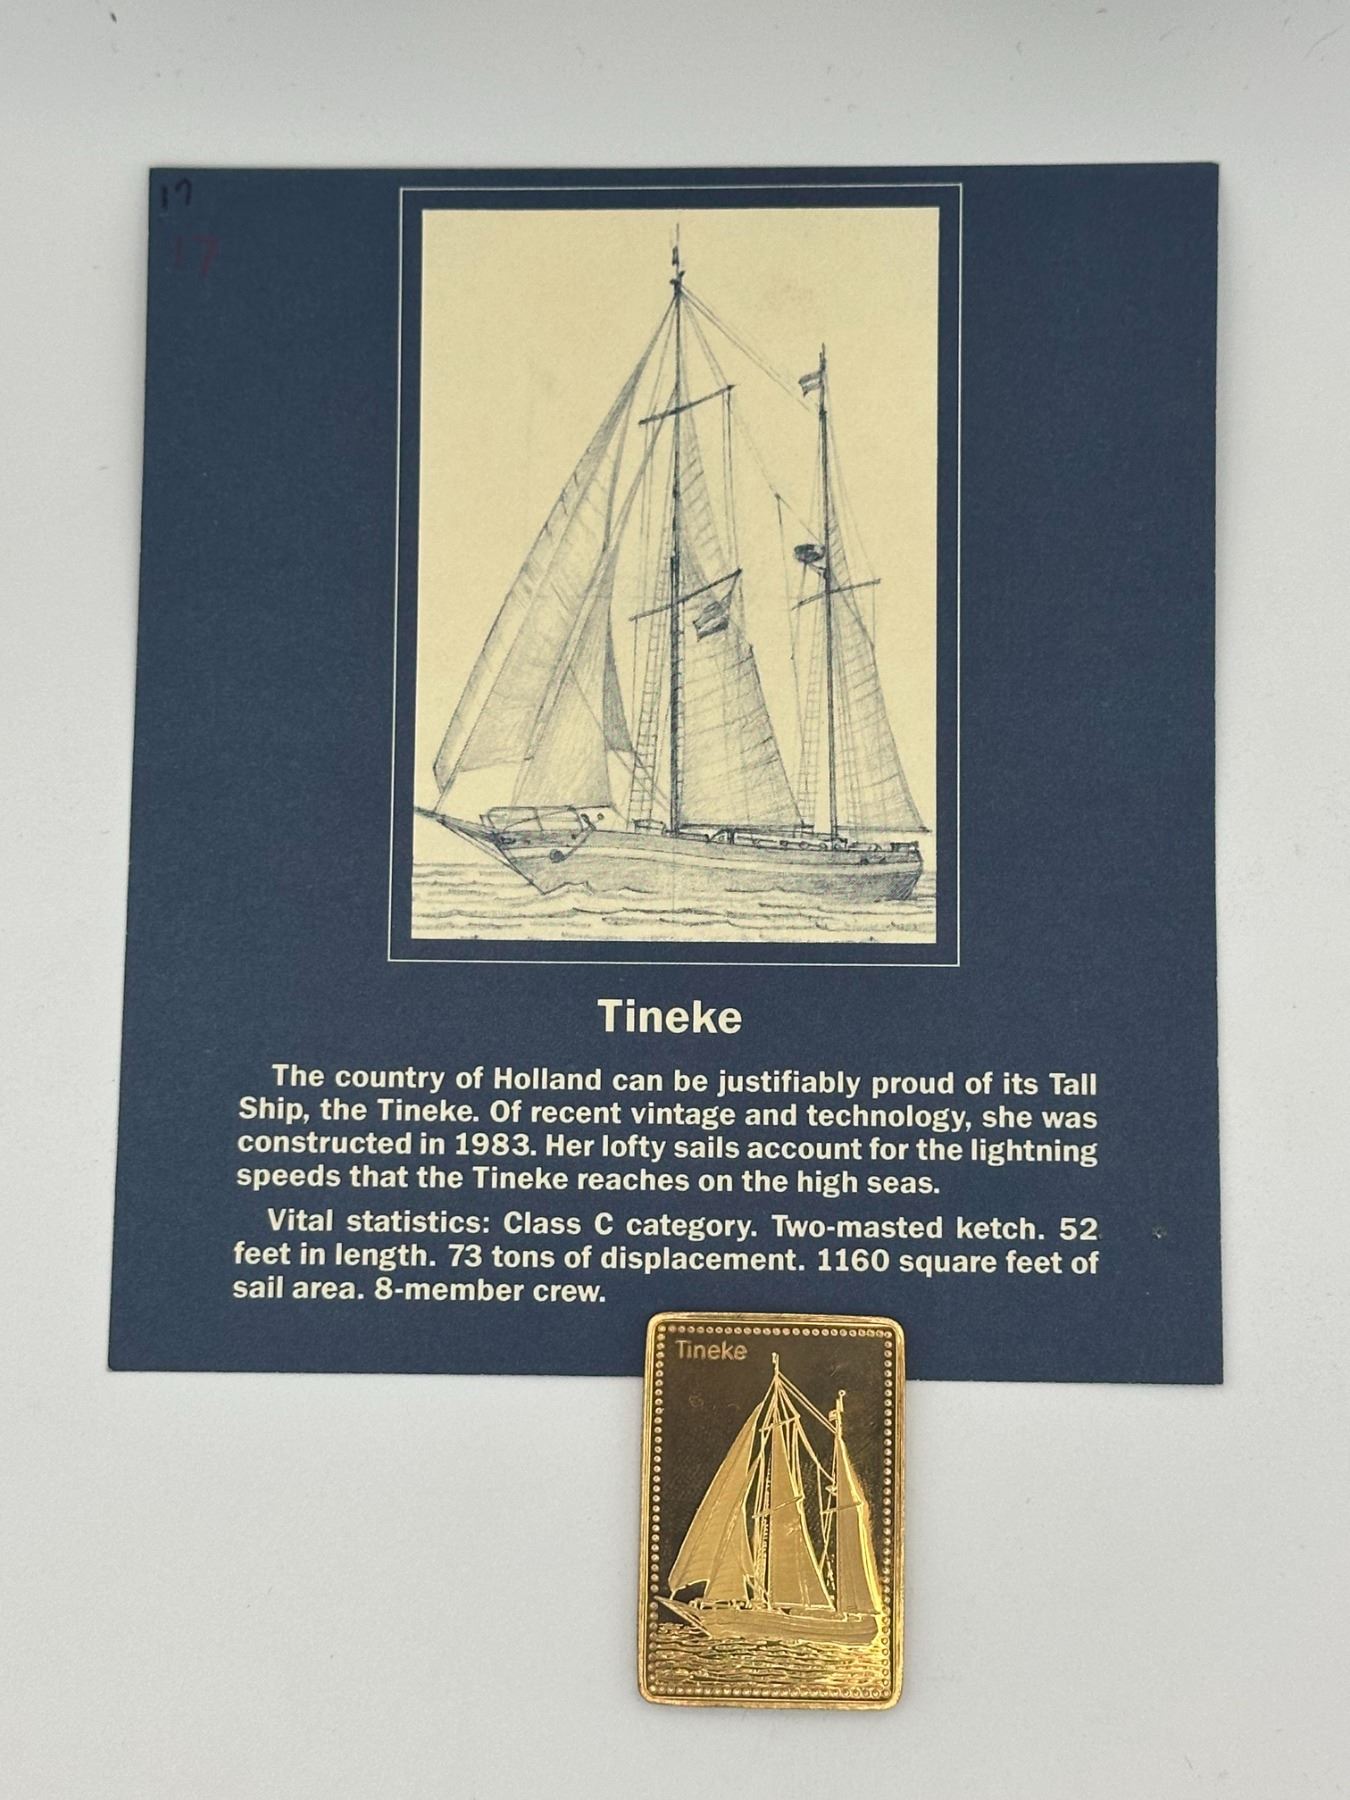 17
17
Tineke
The country of Holland can be justifiably proud of its Tall
Ship, the Tineke. Of recent vintage and technology, she was
constructed in 1983. Her lofty sails account for the lightning
speeds that the Tineke reaches on the high seas.
Vital statistics: Class C category. Two-masted ketch. 52
feet in length. 73 tons of displacement. 1160 square feet of
sail area. 8-member crew.
Tineke